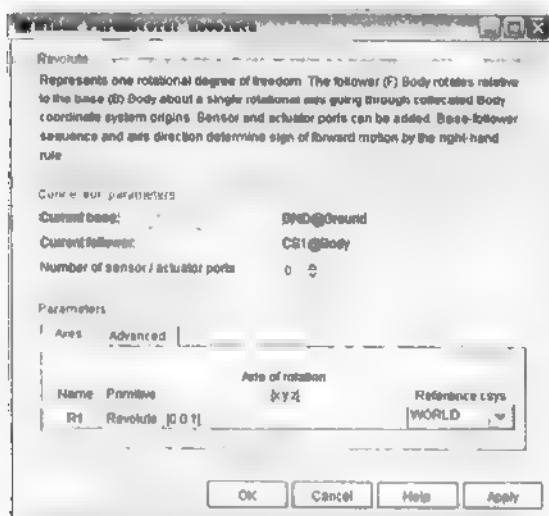 Revolute
Represents one rotational degree of freedom. The follower (F) Body rotates relative
to the base (B) Body about a single rotational axis going through collocated Body
coordinate system origins. Sensor and actuator ports can be added. Base-follower
sequence and axis direction determine sign of forward motion by the right-hand
rule
Connection parameters
Current base: GND@Ground
Current follower: CS1@Body
Number of sensor / actuator ports 0
Parameters
Axes Advanced
Name Primitive Axis of rotation [x y z] Reference csys
R1 Revolute [0 0 1] WORLD
OK Cancel Help Apply